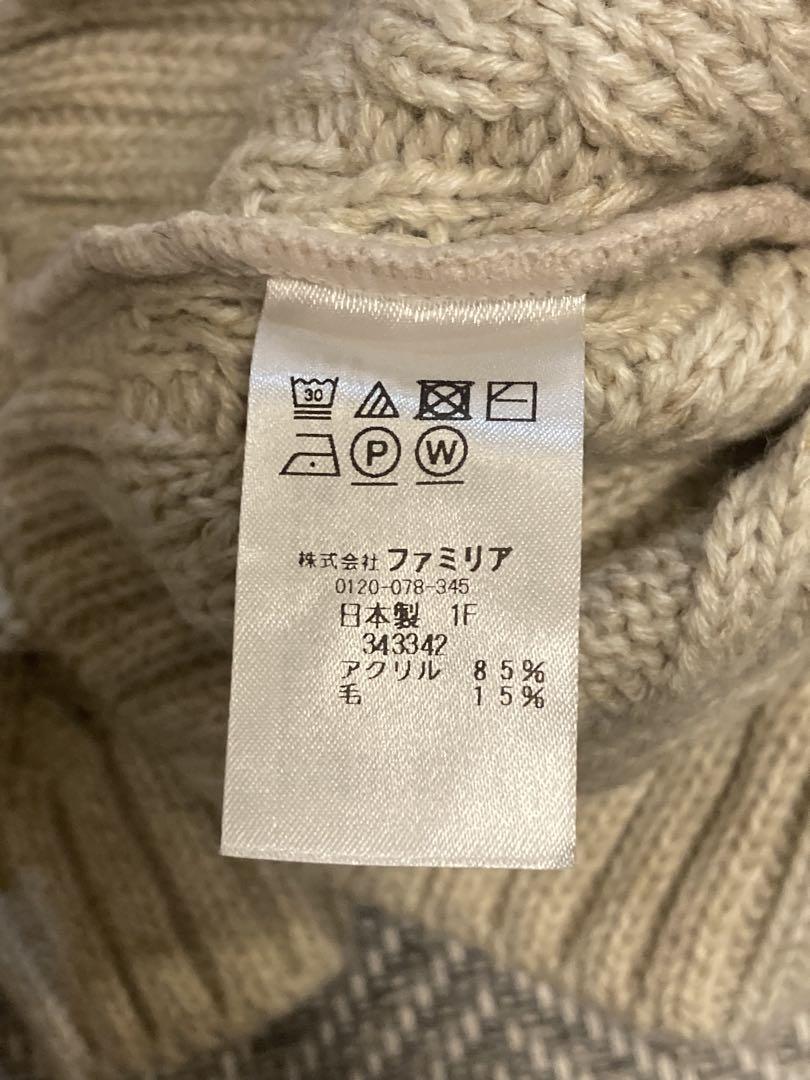 30
P W
株式会社 ファミリア
0120-078-345
日本製 1F
343342
アクリル 85%
毛 15%